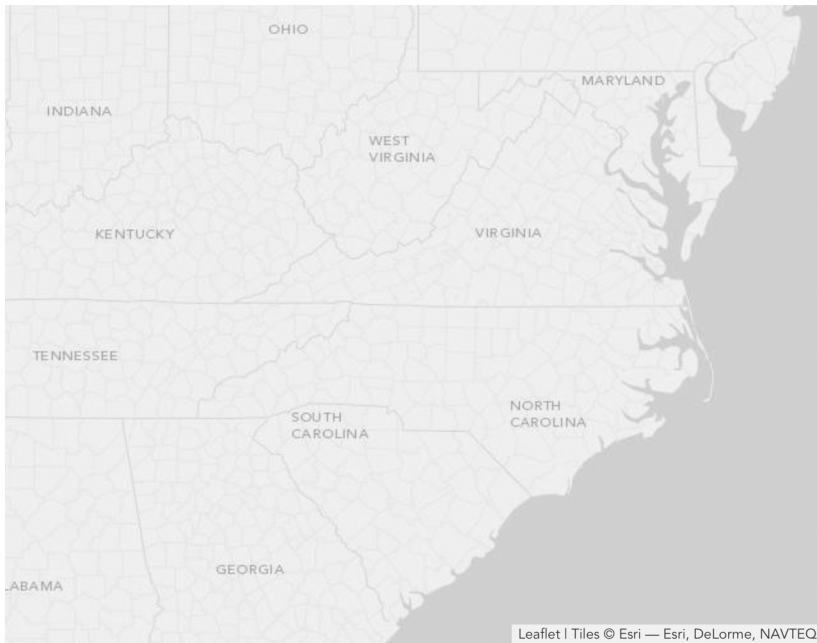 OHIO
MARYLAND
INDIANA
WEST
VIRGINIA
KENTUCKY
VIRGINIA
TENNESSEE
NORTH
CAROLINA
SOUTH
CAROLINA
GEORGIA
LABAMA
Leaflet | Tiles © Esri — Esri, DeLorme, NAVTEQ